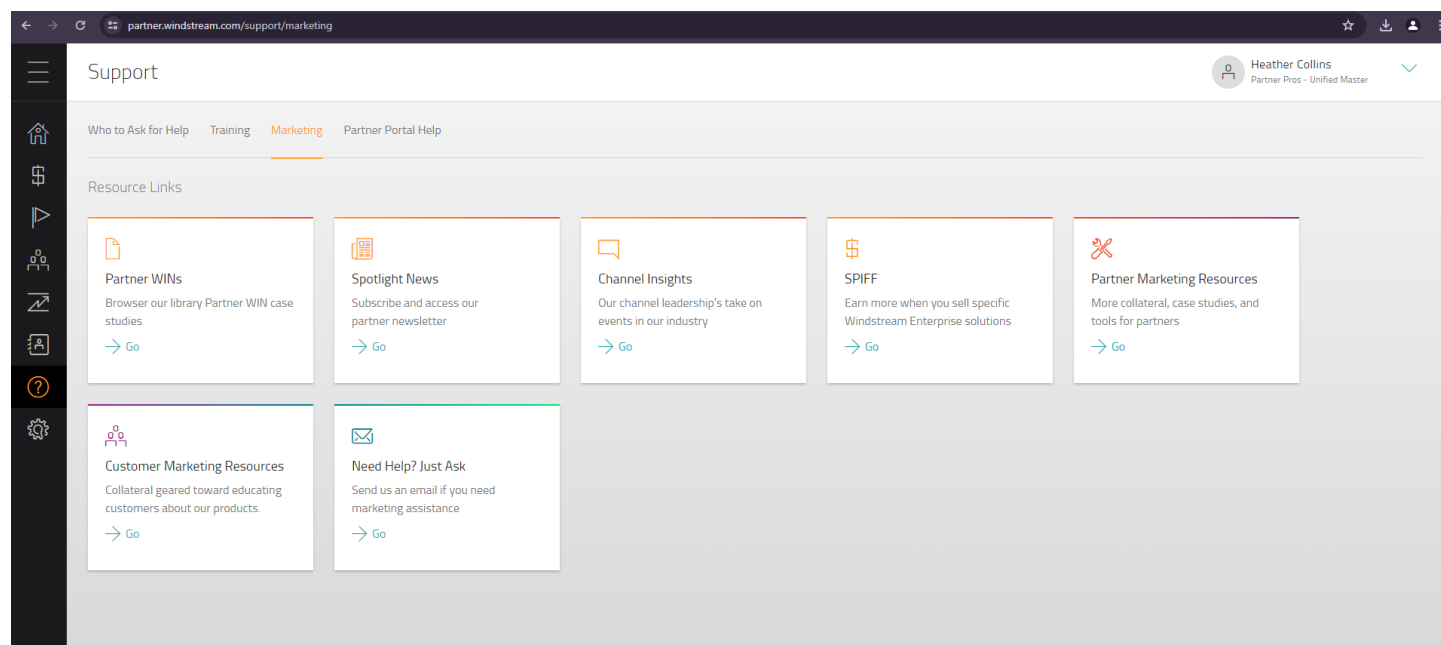 partner.windstream.com/support/marketing
Support
Heather Collins
Partner Pros - Unified Master
Who to Ask for Help Training Marketing Partner Portal Help
Resource Links
Partner WINs
Browser our library Partner WIN case
studies
Go
Spotlight News
Subscribe and access our
partner newsletter
Go
Channel Insights
Our channel leadership's take on
events in our industry
Go
SPIFF
Earn more when you sell specific
Windstream Enterprise solutions
Go
Partner Marketing Resources
More collateral, case studies, and
tools for partners
Go
Customer Marketing Resources
Collateral geared toward educating
customers about our products.
Go
Need Help? Just Ask
Send us an email if you need
marketing assistance
Go